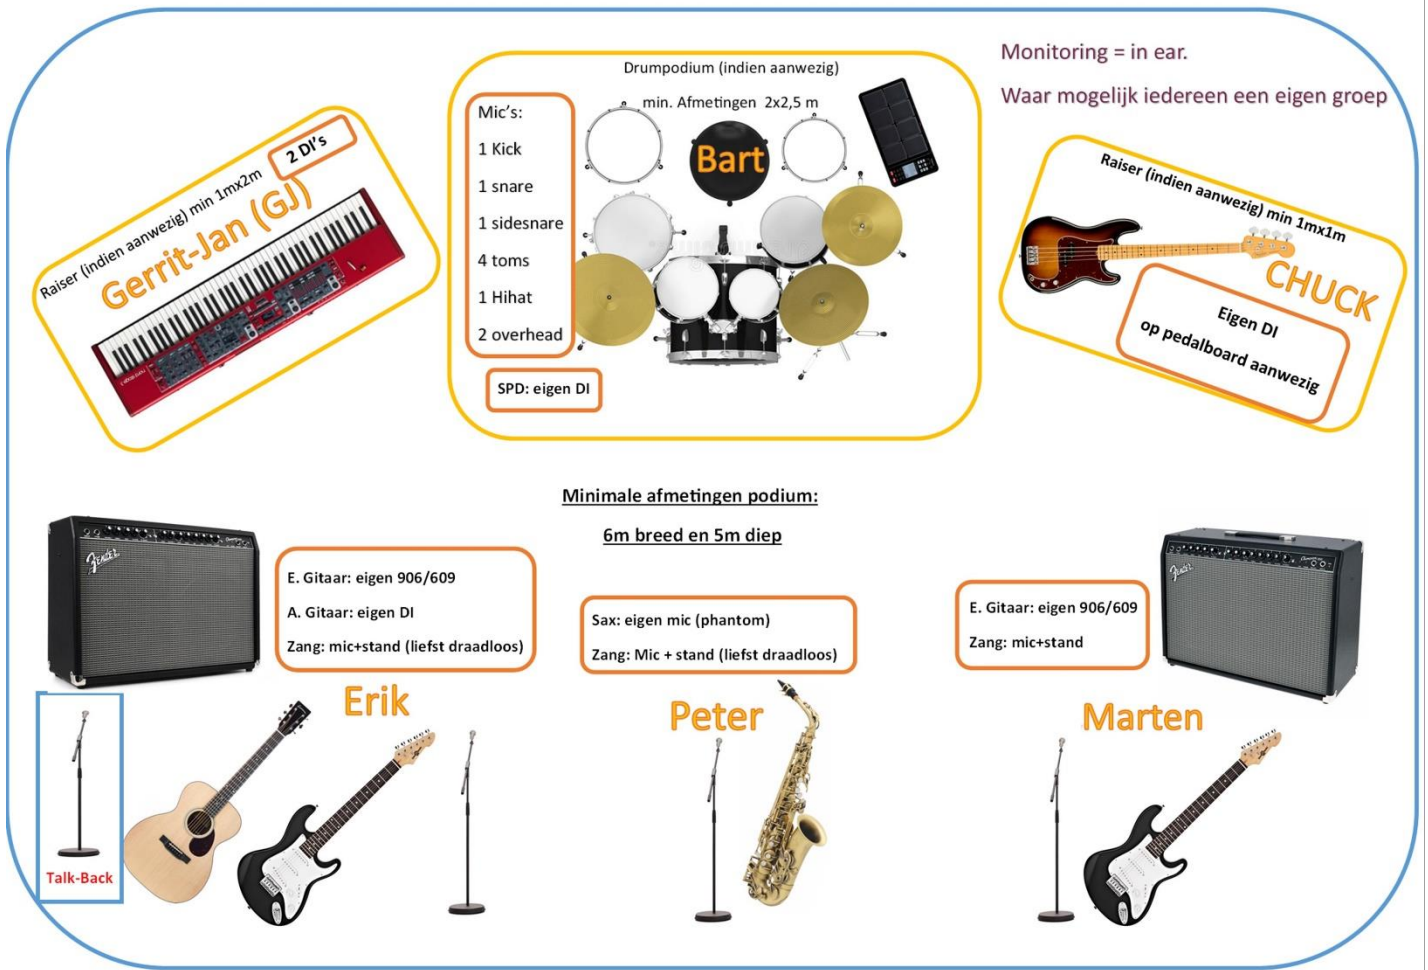 Monitoring = in ear.
Waar mogelijk iedereen een eigen groep
Drumpodium (indien aanwezig)
min. Afmetingen 2x2,5 m
Mic's:
1 Kick
1 snare
1 sidesnare
4 toms
1 Hihat
2 overhead
Bart
SPD: eigen DI
2 DI's
Raiser (indien aanwezig) min 1mx2m
Gerrit-Jan (GJ)
Raiser (indien aanwezig) min 1mx1m
CHUCK
Eigen DI
op pedalboard aanwezig
Minimale afmetingen podium:
6m breed en 5m diep
Fender
E. Gitaar: eigen 906/609
A. Gitaar: eigen DI
Zang: mic+stand (liefst draadloos)
Erik
Talk-Back
Sax: eigen mic (phantom)
Zang: Mic + stand (liefst draadloos)
Peter
E. Gitaar: eigen 906/609
Zang: mic+stand
Fender
Marten